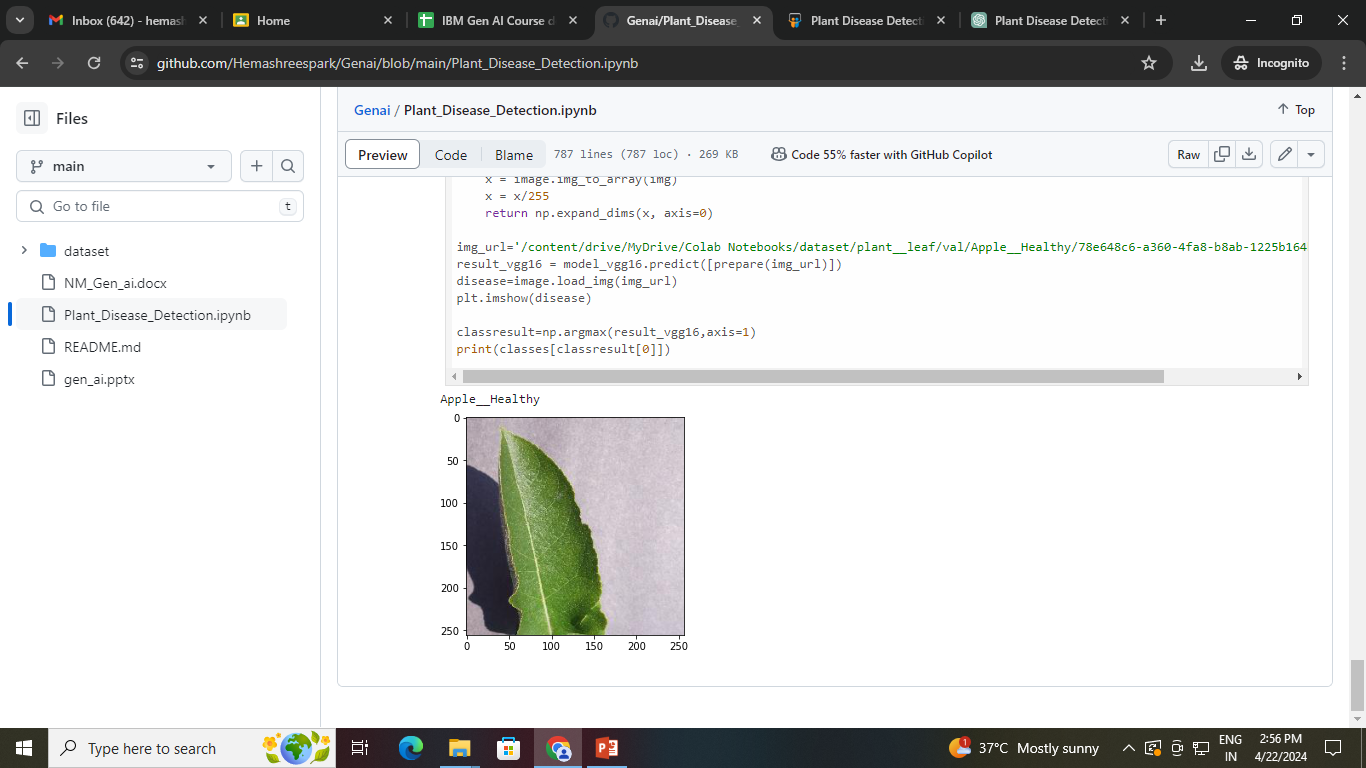 Inbox (642) - hemash
Home
IBM Gen AI Course d
Genai/Plant_Disease
Plant Disease Detect
Plant Disease Detect
github.com/Hemashreespark/Genai/blob/main/Plant_Disease_Detection.ipynb
Incognito
Files
main
Go to file
t
dataset
NM_Gen_ai.docx
Plant_Disease_Detection.ipynb
README.md
gen_ai.pptx
Genai / Plant_Disease_Detection.ipynb
Top
Preview
Code
Blame
787 lines (787 loc) · 269 KB
Code 55% faster with GitHub Copilot
Raw
x = image.img_to_array(img)
x = x/255
return np.expand_dims(x, axis=0)
img_url='/content/drive/MyDrive/Colab Notebooks/dataset/plant__leaf/val/Apple__Healthy/78e648c6-a360-4fa8-b8ab-1225b164
result_vgg16 = model_vgg16.predict([prepare(img_url)])
disease=image.load_img(img_url)
plt.imshow(disease)
classresult=np.argmax(result_vgg16,axis=1)
print(classes[classresult[0]])
Apple__Healthy
0
50
100
150
200
250
0 50 100 150 200 250
Type here to search
37°C Mostly sunny
ENG
IN
2:56 PM
4/22/2024